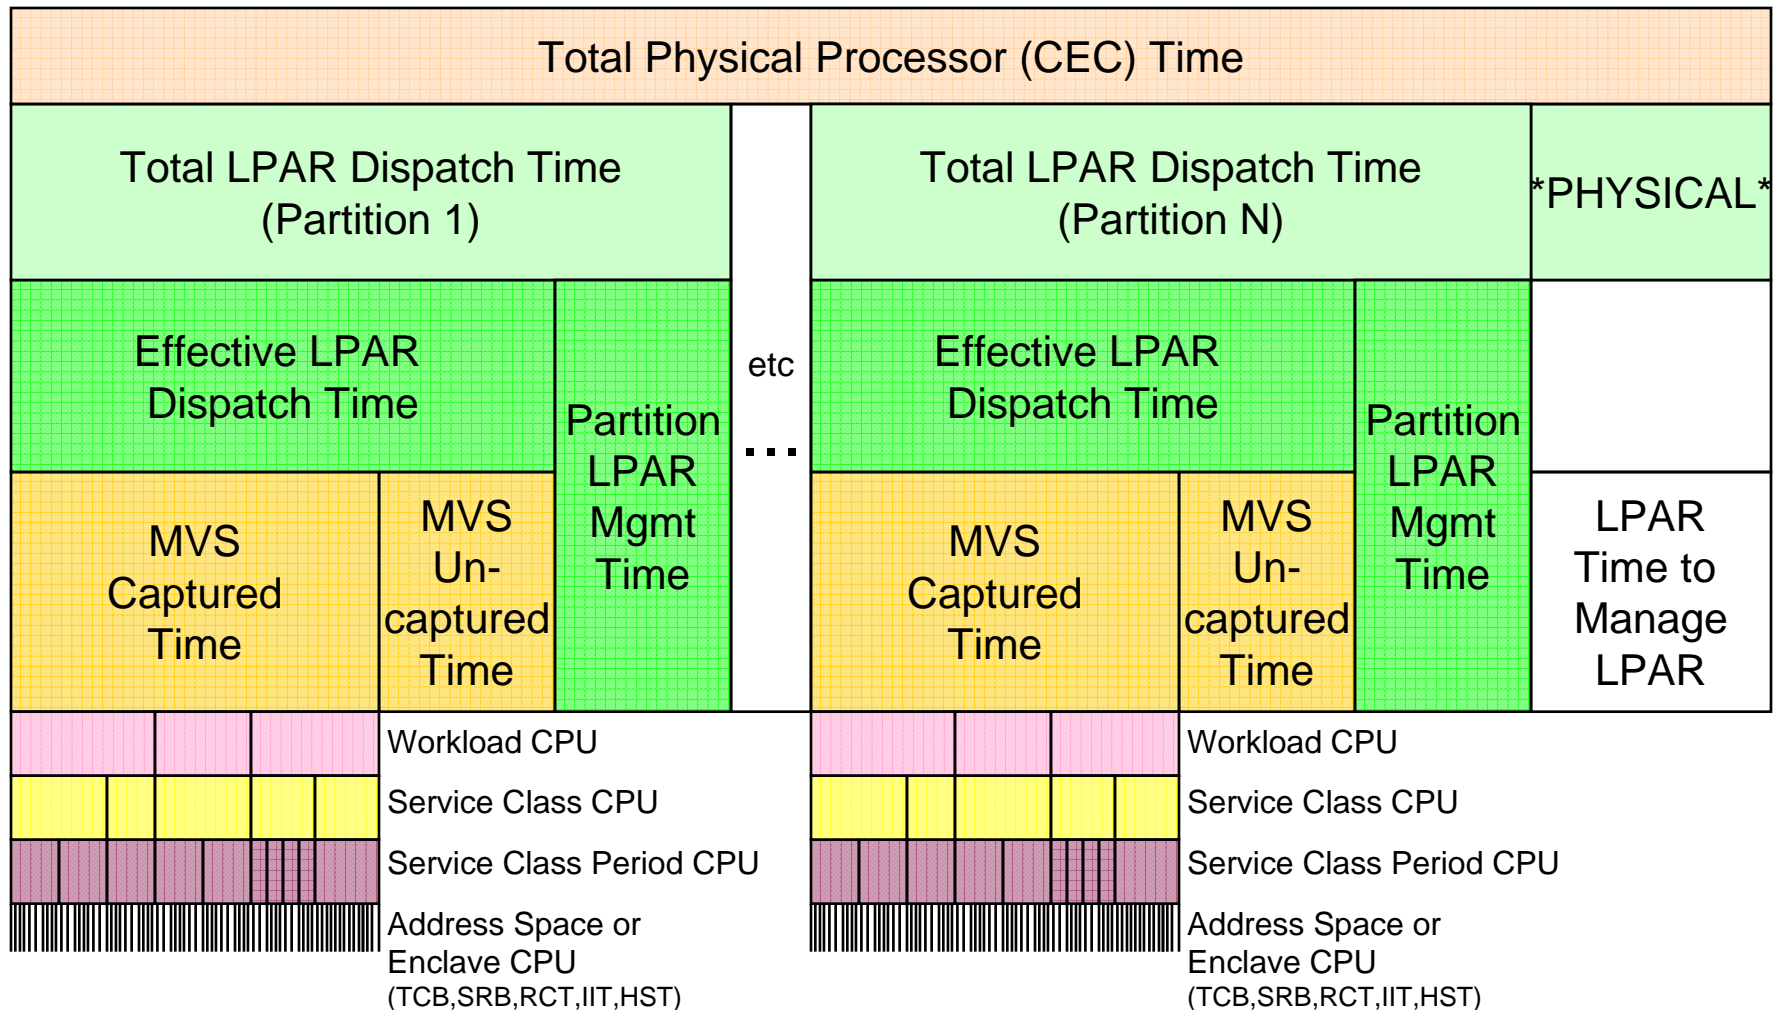 Total Physical Processor (CEC) Time
Total LPAR Dispatch Time
(Partition 1)
Effective LPAR
Dispatch Time
Partition
LPAR
Mgmt
Time
MVS
Captured
Time
MVS
Un-
captured
Time
Workload CPU
Service Class CPU
Service Class Period CPU
Address Space or
Enclave CPU
(TCB,SRB,RCT,IIT,HST)
etc
...
Total LPAR Dispatch Time
(Partition N)
Effective LPAR
Dispatch Time
Partition
LPAR
Mgmt
Time
MVS
Captured
Time
MVS
Un-
captured
Time
Workload CPU
Service Class CPU
Service Class Period CPU
Address Space or
Enclave CPU
(TCB,SRB,RCT,IIT,HST)
*PHYSICAL*
LPAR
Time to
Manage
LPAR